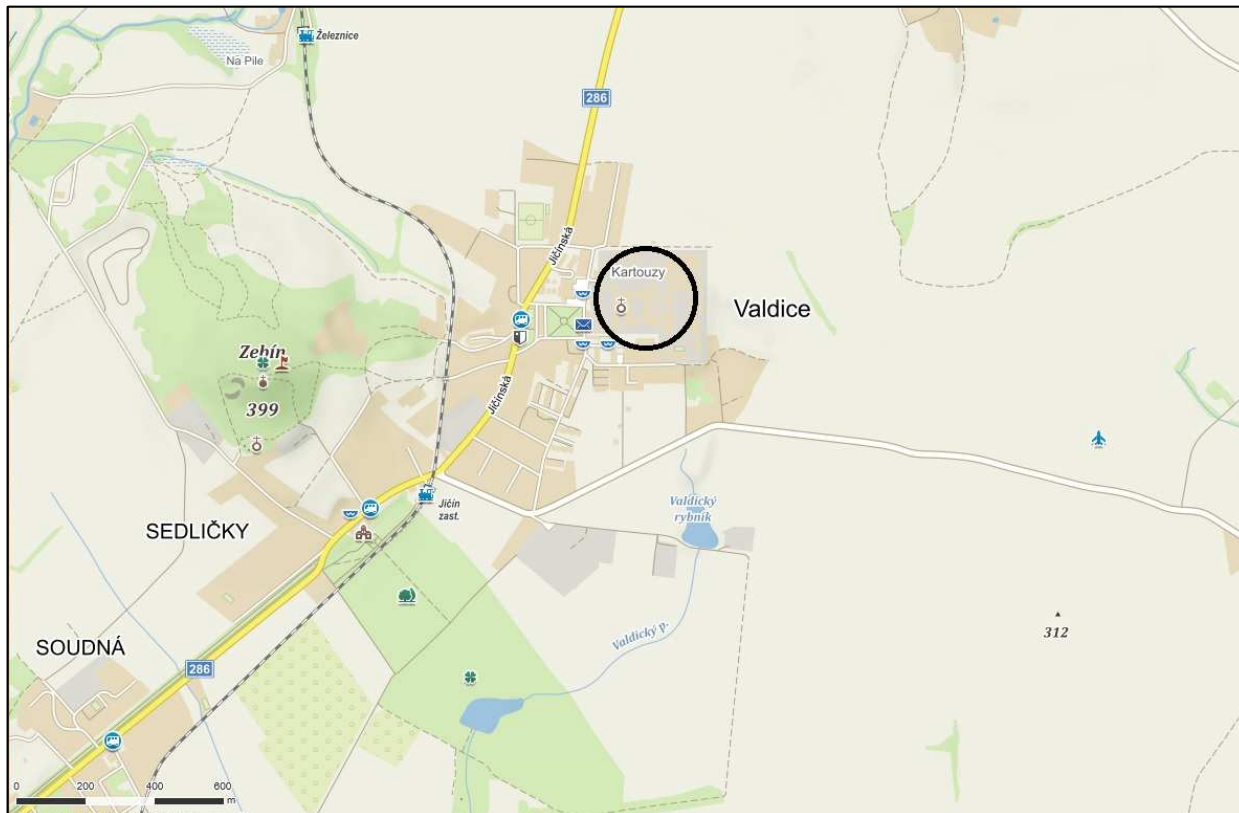 Železnice
Na Pile
286
Jičínská
Kartouzy
Valdice
Zebín
399
Jičínská
Valdický
rybník
Jičín
zast.
SEDLIČKY
Valdický p.
312
SOUDNÁ
286
0 200 400 600
m